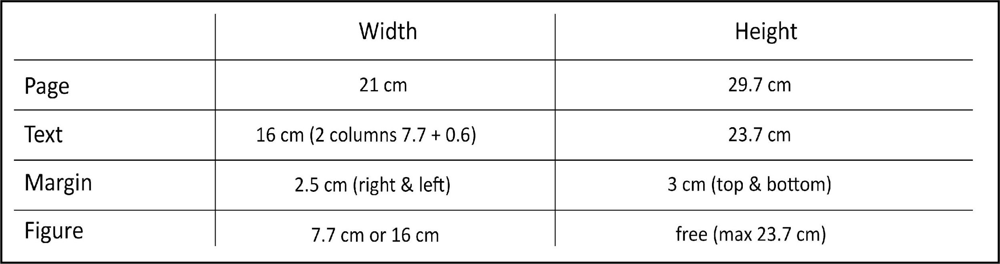 Width Height
Page 21 cm 29.7 cm
Text 16 cm (2 columns 7.7 + 0.6) 23.7 cm
Margin 2.5 cm (right & left) 3 cm (top & bottom)
Figure 7.7 cm or 16 cm free (max 23.7 cm)